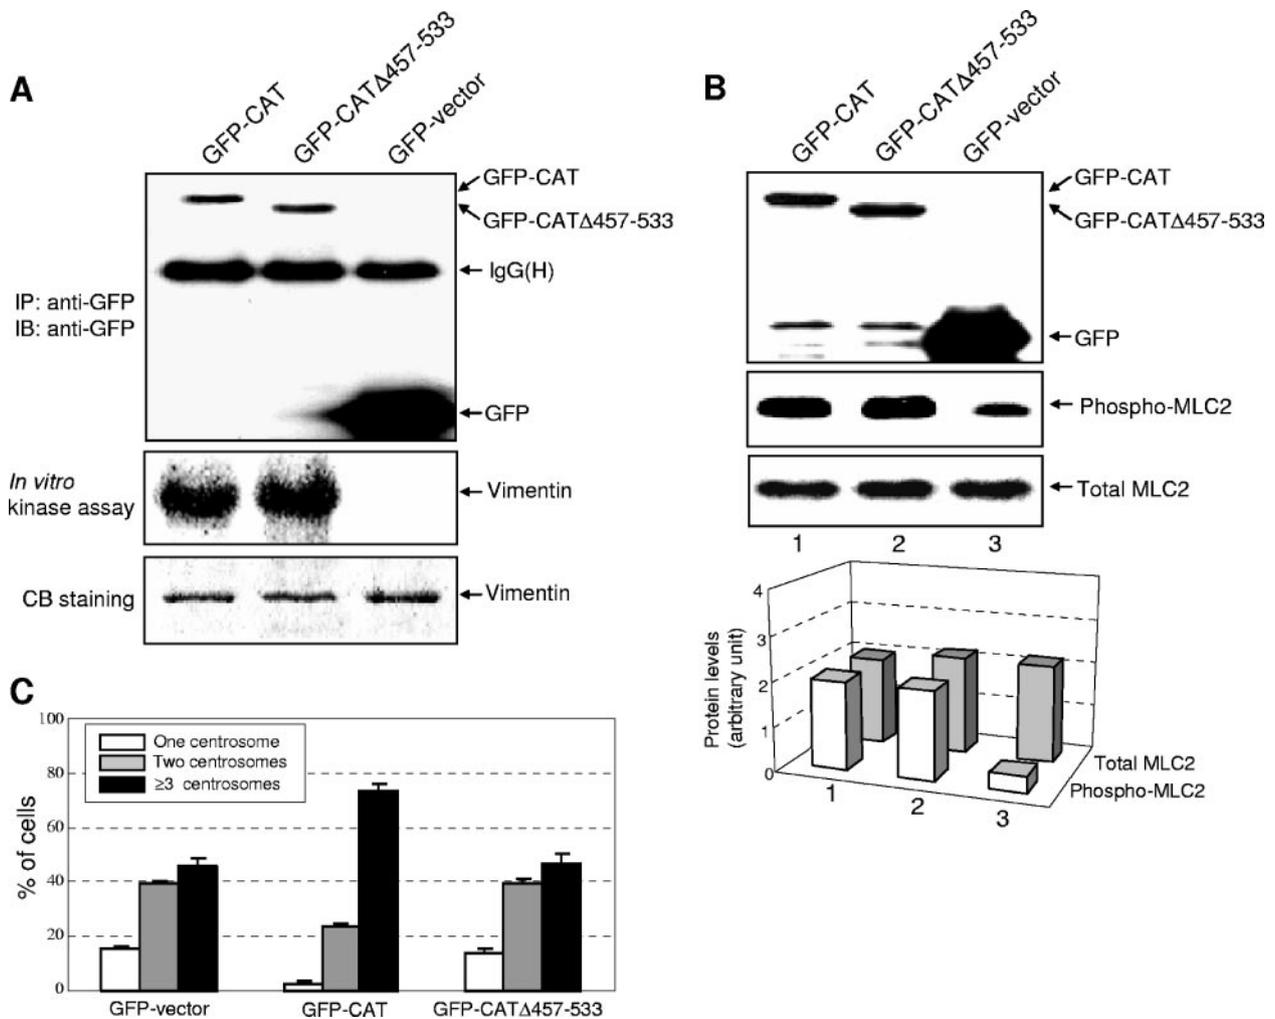 A
GFP-CAT
GFP-CATΔ457-533
GFP-vector
GFP-CAT
GFP-CATΔ457-533
IgG(H)
IP: anti-GFP
IB: anti-GFP
GFP
In vitro
kinase assay
Vimentin
CB staining
Vimentin
B
GFP-CAT
GFP-CATΔ457-533
GFP-vector
GFP-CAT
GFP-CATΔ457-533
GFP
Phospho-MLC2
Total MLC2
1 2 3
Protein levels
(arbitrary unit)
4
3
2
1
0
1 2 3
Total MLC2
Phospho-MLC2
C
% of cells
100
80
60
40
20
0
One centrosome
Two centrosomes
≥3 centrosomes
GFP-vector GFP-CAT GFP-CATΔ457-533